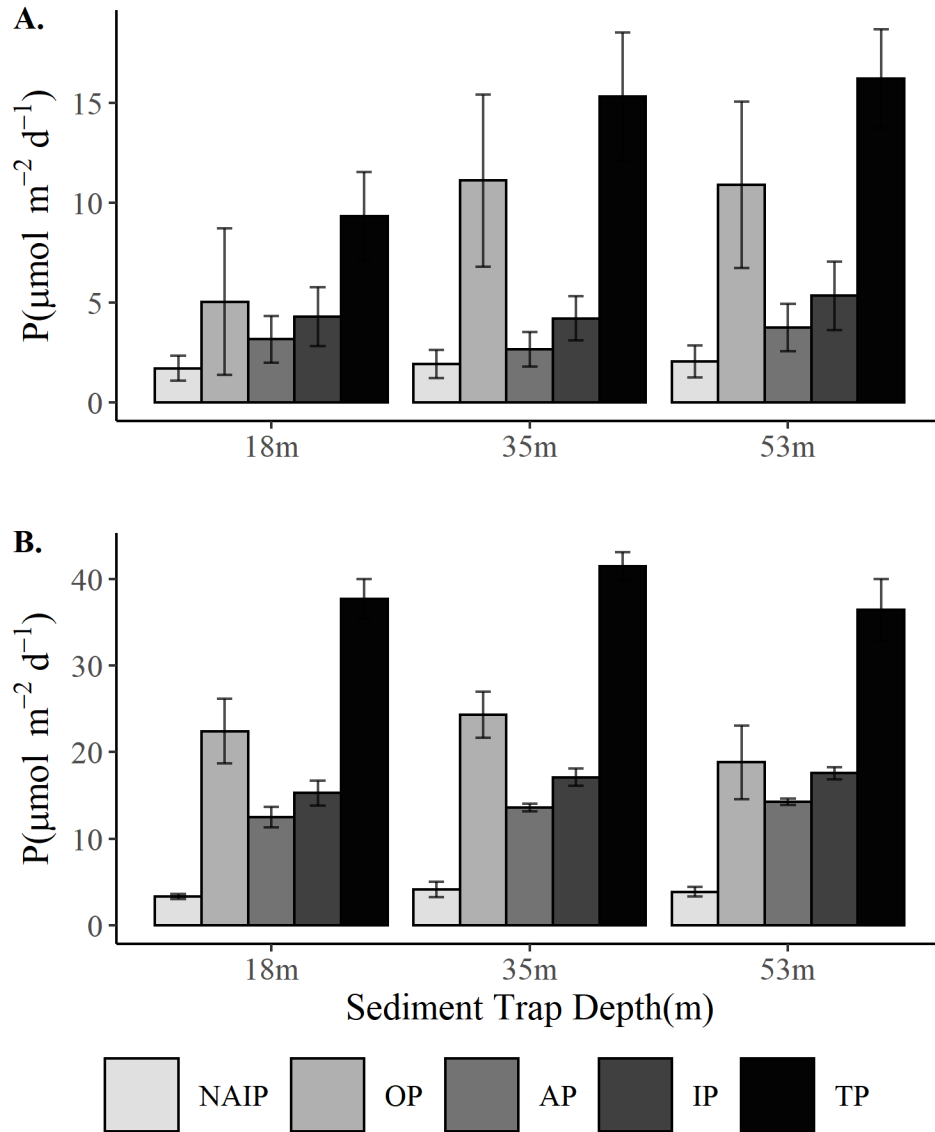 A.
P(μmol m⁻² d⁻¹)
15
10
5
0
18m 35m 53m
B.
P(μmol m⁻² d⁻¹)
40
30
20
10
0
18m 35m 53m
Sediment Trap Depth(m)
NAIP OP AP IP TP